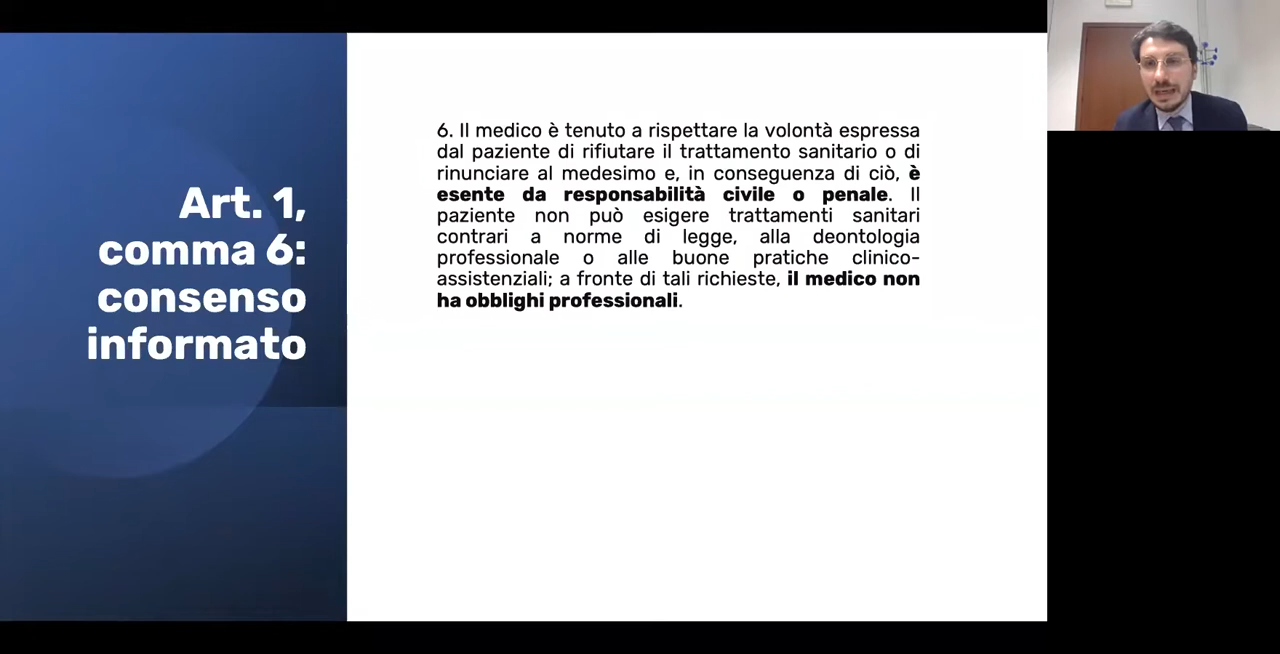 Art. 1,
comma 6:
consenso
informato
6. Il medico è tenuto a rispettare la volontà espressa
dal paziente di rifiutare il trattamento sanitario o di
rinunciare al medesimo e, in conseguenza di ciò, è
esente da responsabilità civile o penale. Il
paziente non può esigere trattamenti sanitari
contrari a norme di legge, alla deontologia
professionale o alle buone pratiche clinico-
assistenziali; a fronte di tali richieste, il medico non
ha obblighi professionali.